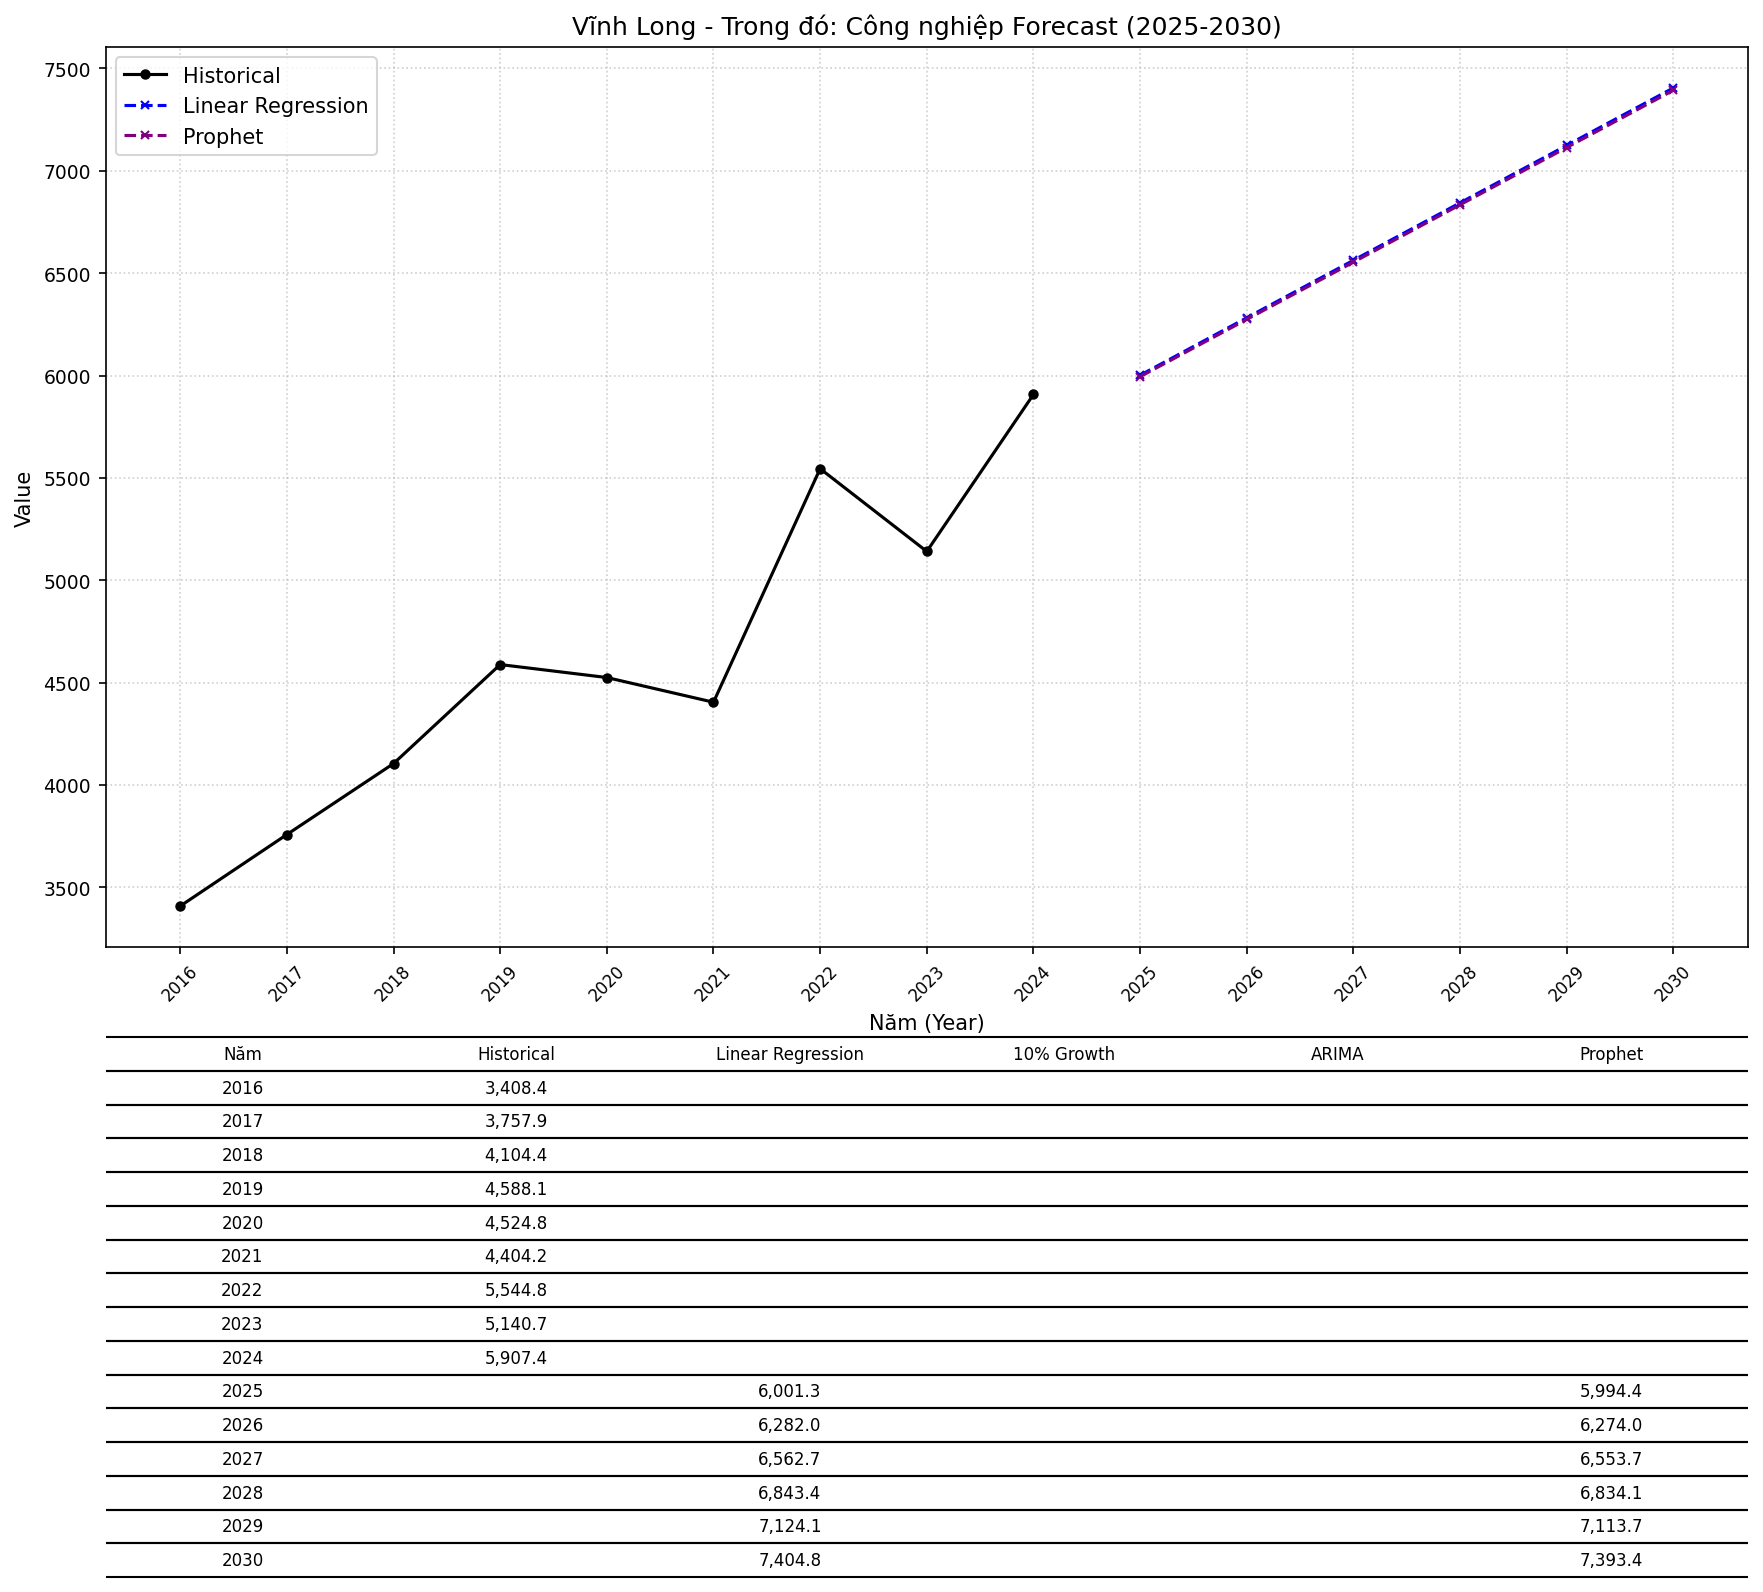 Vĩnh Long - Trong đó: Công nghiệp Forecast (2025-2030)
Historical
Linear Regression
Prophet
7500
7000
6500
6000
5500
5000
4500
4000
3500
Value
2016 2017 2018 2019 2020 2021 2022 2023 2024 2025 2026 2027 2028 2029 2030
Năm (Year)
Năm Historical Linear Regression 10% Growth ARIMA Prophet
2016 3,408.4
2017 3,757.9
2018 4,104.4
2019 4,588.1
2020 4,524.8
2021 4,404.2
2022 5,544.8
2023 5,140.7
2024 5,907.4
2025 6,001.3 5,994.4
2026 6,282.0 6,274.0
2027 6,562.7 6,553.7
2028 6,843.4 6,834.1
2029 7,124.1 7,113.7
2030 7,404.8 7,393.4